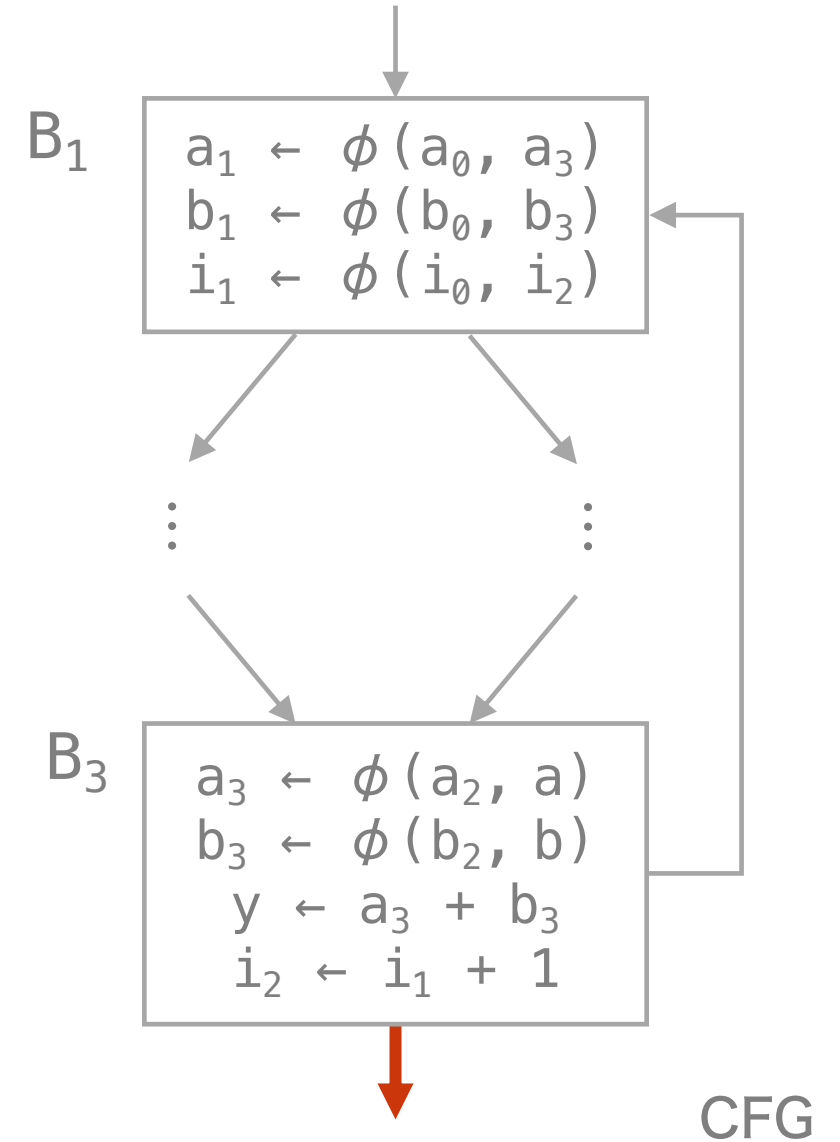 B₁
a₁ ← ϕ(a₀, a₃)
b₁ ← ϕ(b₀, b₃)
i₁ ← ϕ(i₀, i₂)
⋮ ⋮
B₃
a₃ ← ϕ(a₂, a)
b₃ ← ϕ(b₂, b)
y ← a₃ + b₃
i₂ ← i₁ + 1
CFG